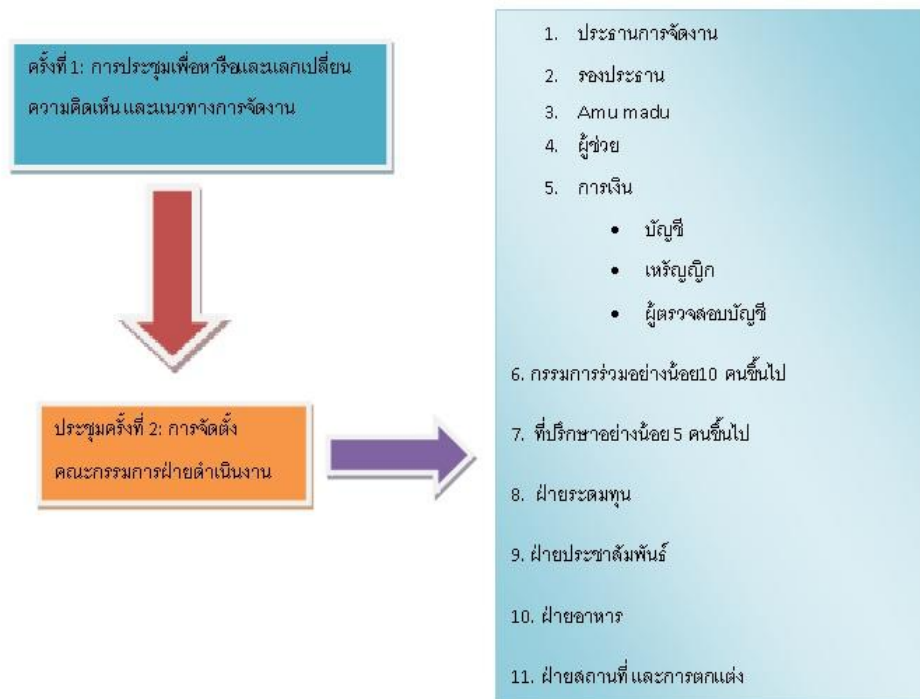 ครั้งที่ 1: การประชุมเพื่อหารือและแลกเปลี่ยน
ความคิดเห็น และแนวทางการจัดงาน
ประชุมครั้งที่ 2: การจัดตั้ง
คณะกรรมการฝ่ายดำเนินงาน
1. ประธานการจัดงาน
2. รองประธาน
3. Amu madu
4. ผู้ช่วย
5. การเงิน
• บัญชี
• เหรัญญิก
• ผู้ตรวจสอบบัญชี
6. กรรมการร่วมอย่างน้อย10 คนขึ้นไป
7. ที่ปรึกษาอย่างน้อย 5 คนขึ้นไป
8. ฝ่ายระดมทุน
9. ฝ่ายประชาสัมพันธ์
10. ฝ่ายอาหาร
11. ฝ่ายสถานที่ และการตกแต่ง